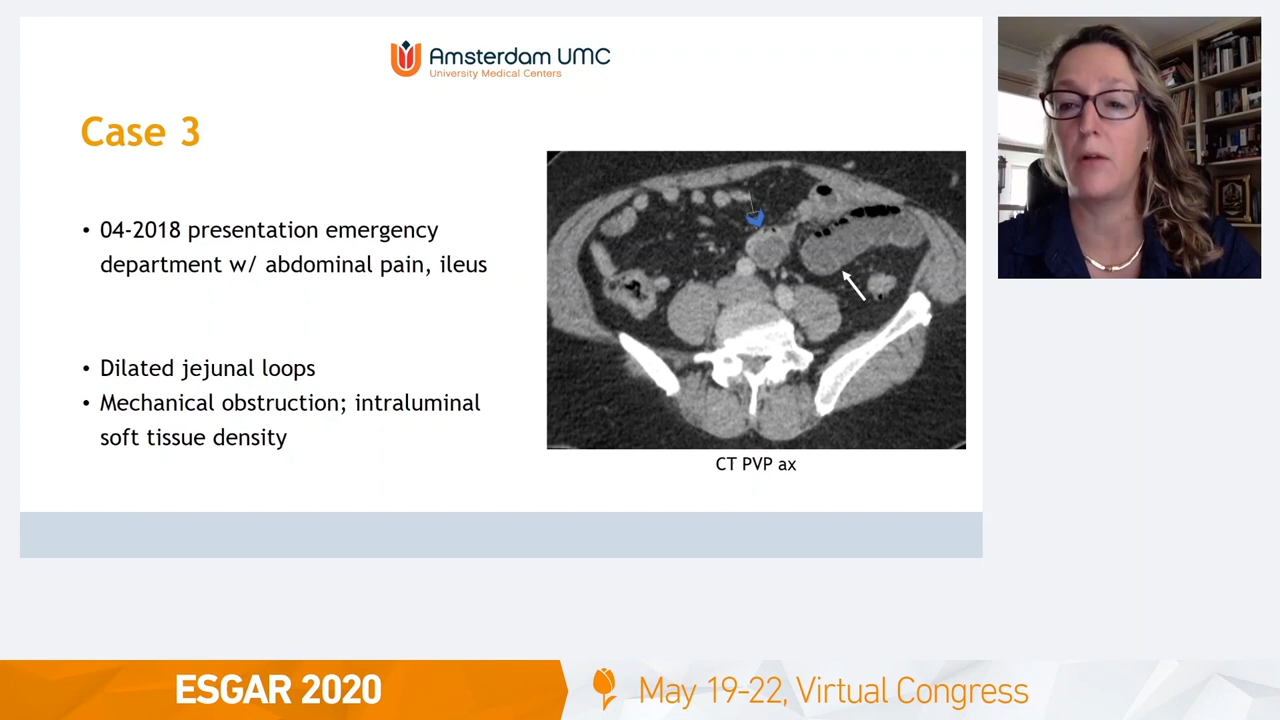 Amsterdam UMC
University Medical Centers
Case 3
• 04-2018 presentation emergency
department w/ abdominal pain, ileus
• Dilated jejunal loops
• Mechanical obstruction; intraluminal
soft tissue density
CT PVP ax
ESGAR 2020
May 19-22, Virtual Congress